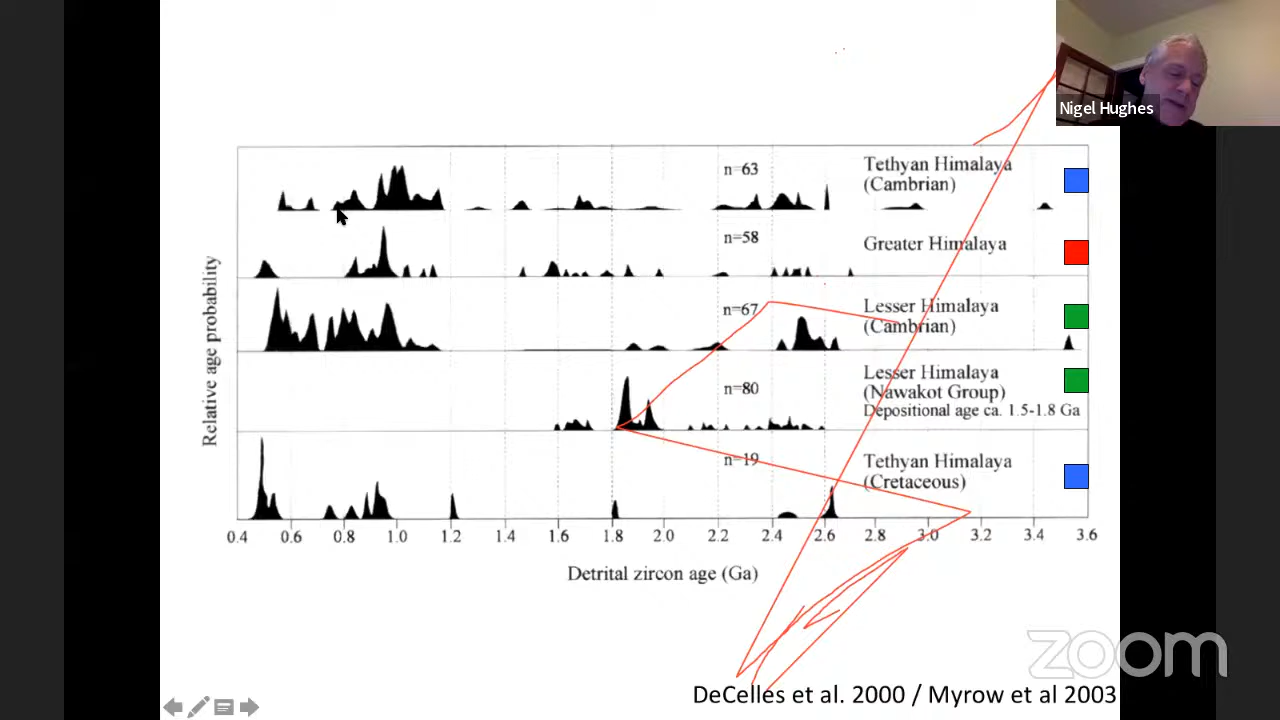 Nigel Hughes
n=63
Tethyan Himalaya
(Cambrian)
n=58
Greater Himalaya
n=67
Lesser Himalaya
(Cambrian)
n=80
Lesser Himalaya
(Nawakot Group)
Depositional age ca. 1.5-1.8 Ga
n=19
Tethyan Himalaya
(Cretaceous)
Relative age probability
0.4 0.6 0.8 1.0 1.2 1.4 1.6 1.8 2.0 2.2 2.4 2.6 2.8 3.0 3.2 3.4 3.6
Detrital zircon age (Ga)
zoom
DeCelles et al. 2000 / Myrow et al 2003